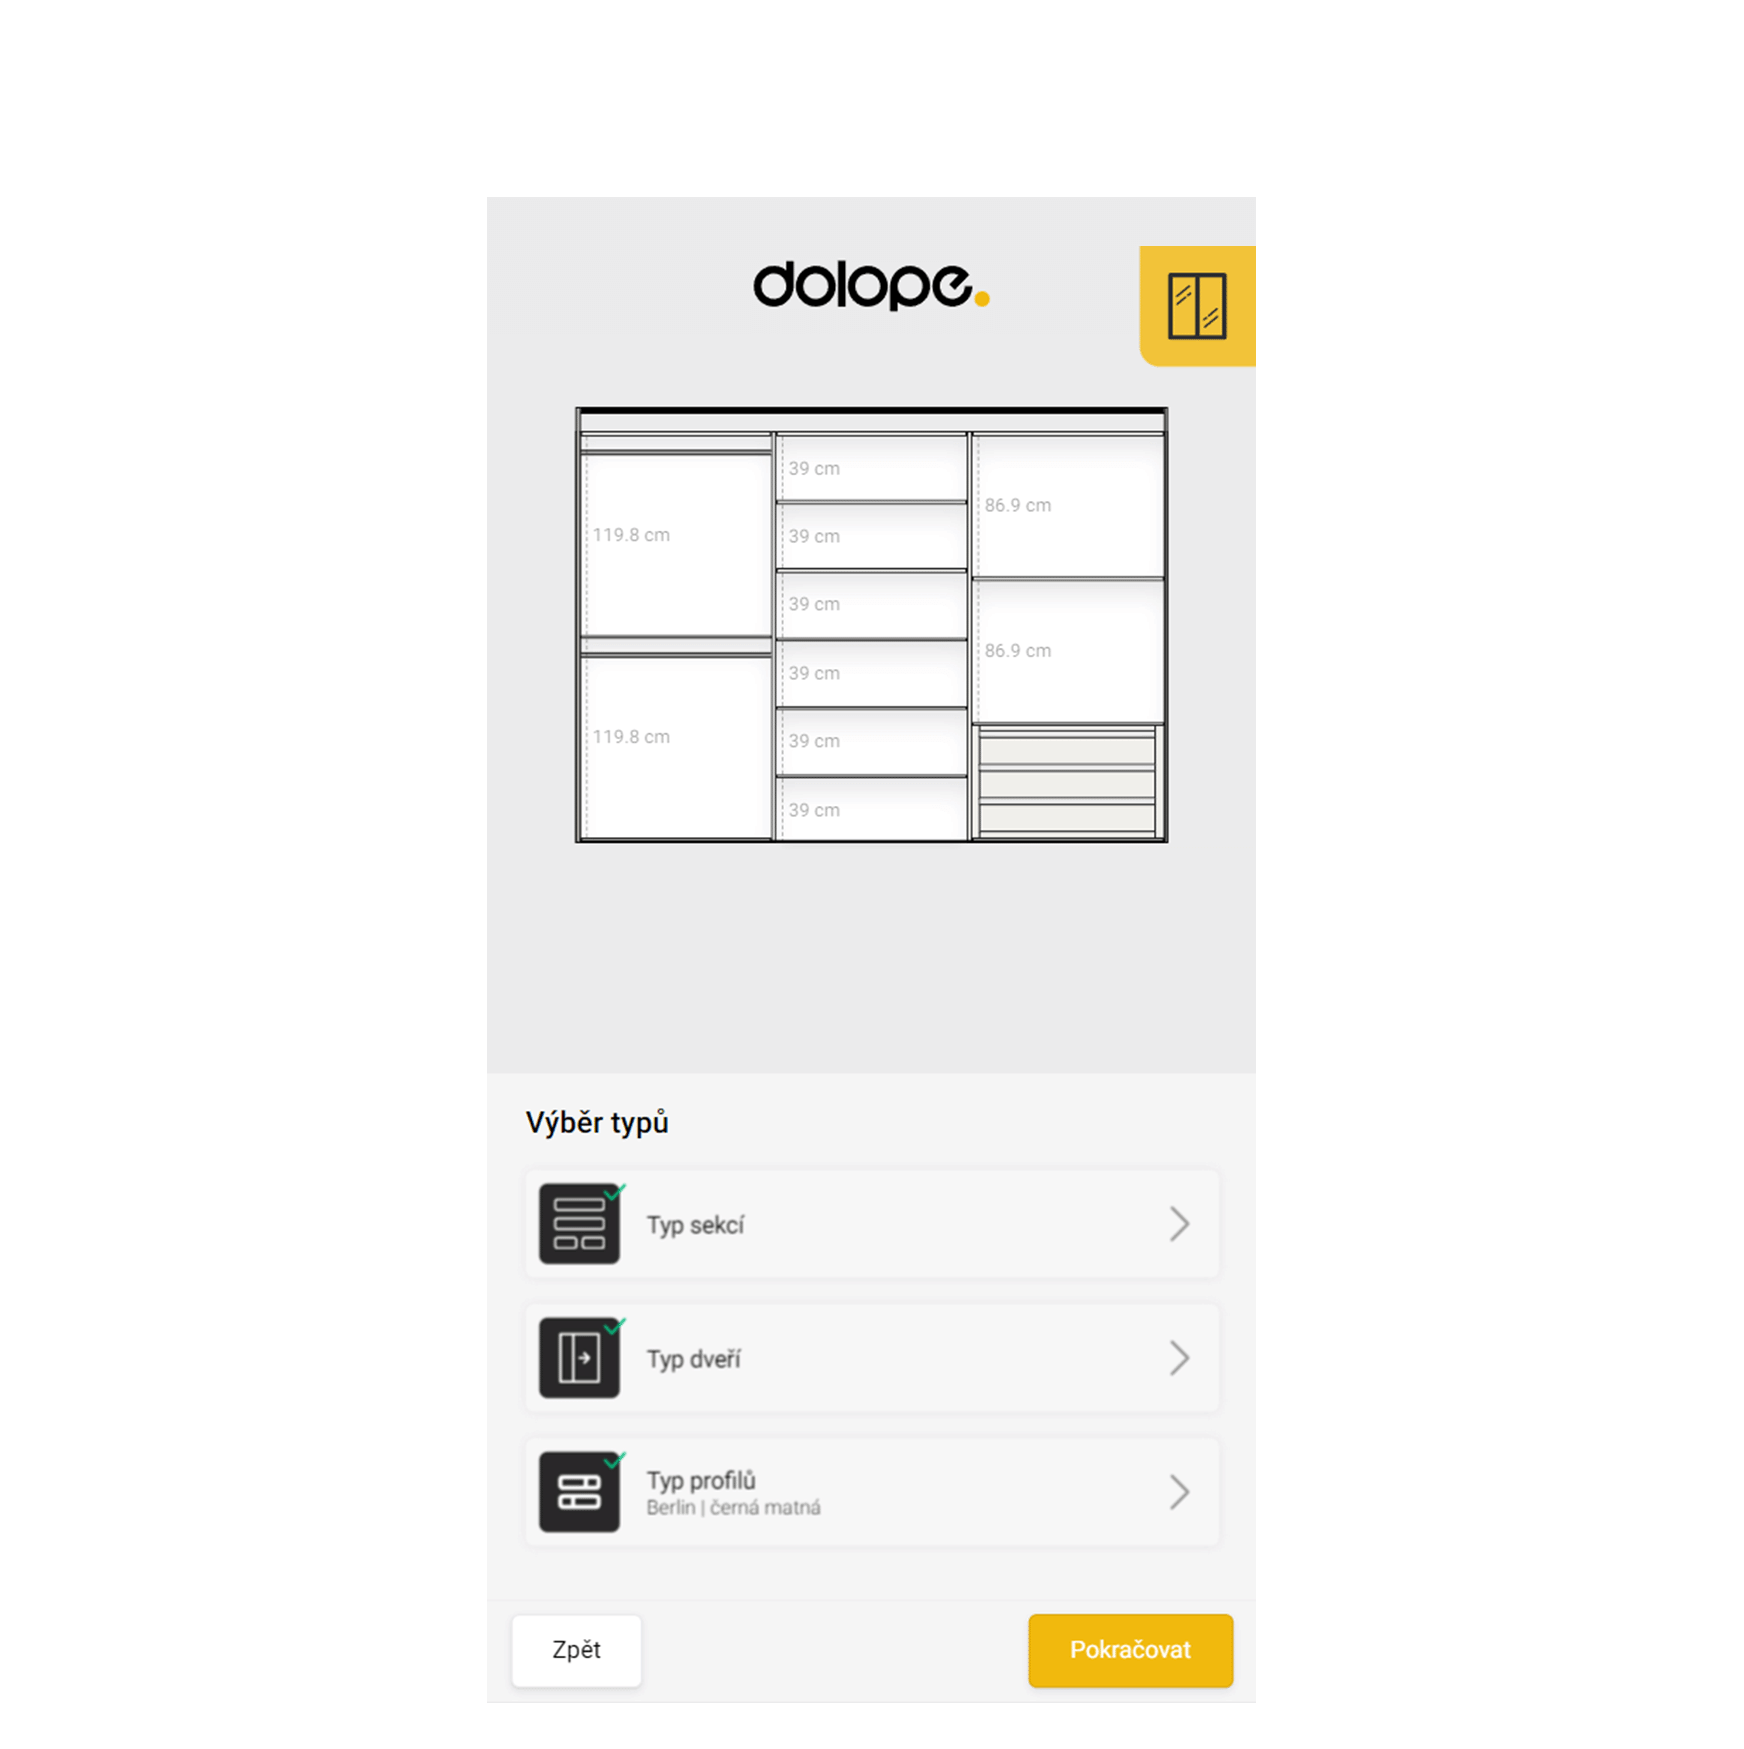 dolope.
119.8 cm
119.8 cm
39 cm
39 cm
39 cm
39 cm
39 cm
39 cm
86.9 cm
86.9 cm
Výběr typů
Typ sekcí
Typ dveří
Typ profilů
Berlin | černá matná
Zpět
Pokračovat